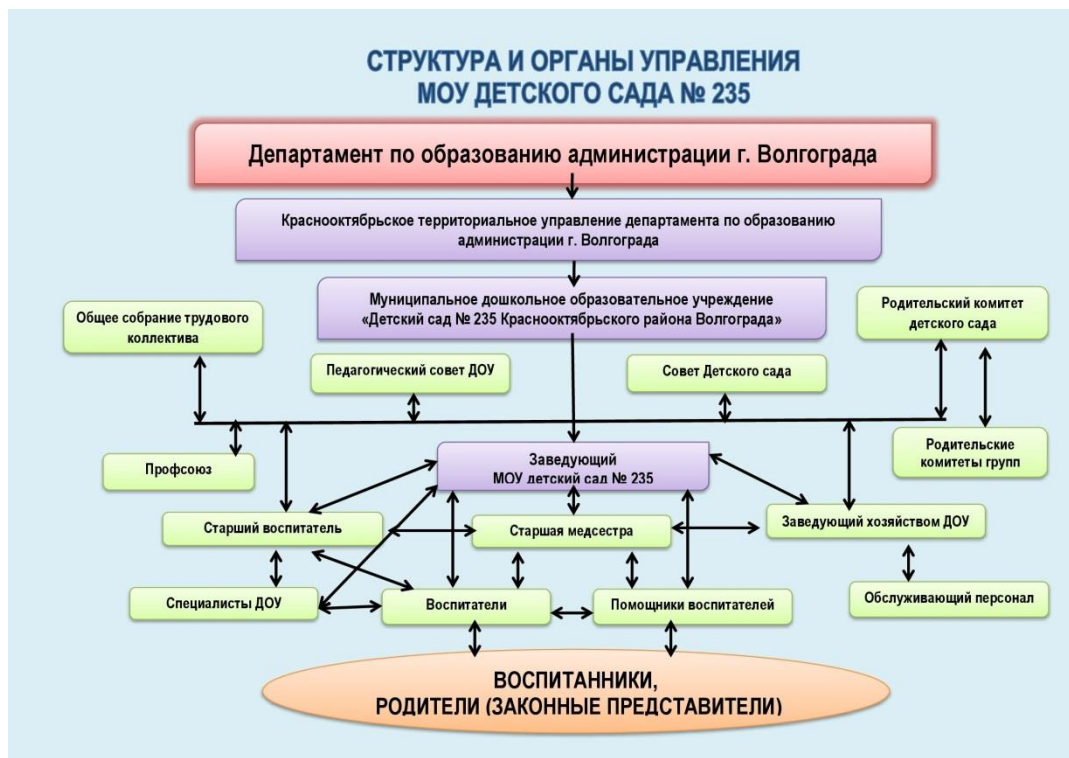 СТРУКТУРА И ОРГАНЫ УПРАВЛЕНИЯ
МОУ ДЕТСКОГО САДА № 235
Департамент по образованию администрации г. Волгограда
Краснооктябрьское территориальное управление департамента по образованию
администрации г. Волгограда
Муниципальное дошкольное образовательное учреждение
«Детский сад № 235 Краснооктябрьского района Волгограда»
Общее собрание трудового
коллектива
Родительский комитет
детского сада
Педагогический совет ДОУ
Совет Детского сада
Профсоюз
Заведующий
МОУ детский сад № 235
Родительские
комитеты групп
Старший воспитатель
Старшая медсестра
Заведующий хозяйством ДОУ
Специалисты ДОУ
Воспитатели
Помощники воспитателей
Обслуживающий персонал
ВОСПИТАННИКИ,
РОДИТЕЛИ (ЗАКОННЫЕ ПРЕДСТАВИТЕЛИ)